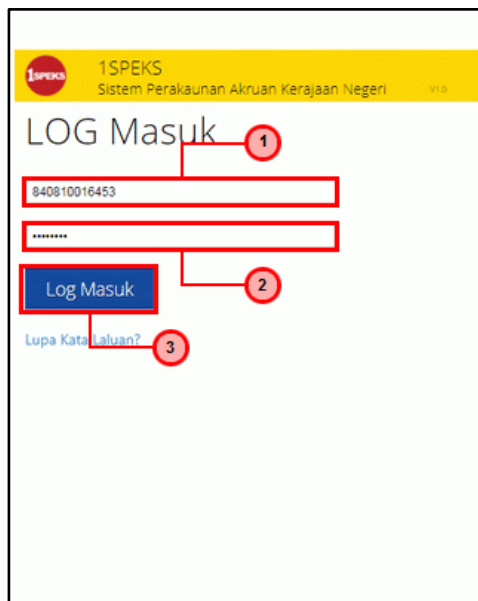 1SPEKS
1SPEKS
Sistem Perakaunan Akruan Kerajaan Negeri V1.0
LOG Masuk
1
840810016453
••••••••
2
Log Masuk
Lupa Kata Laluan?
3